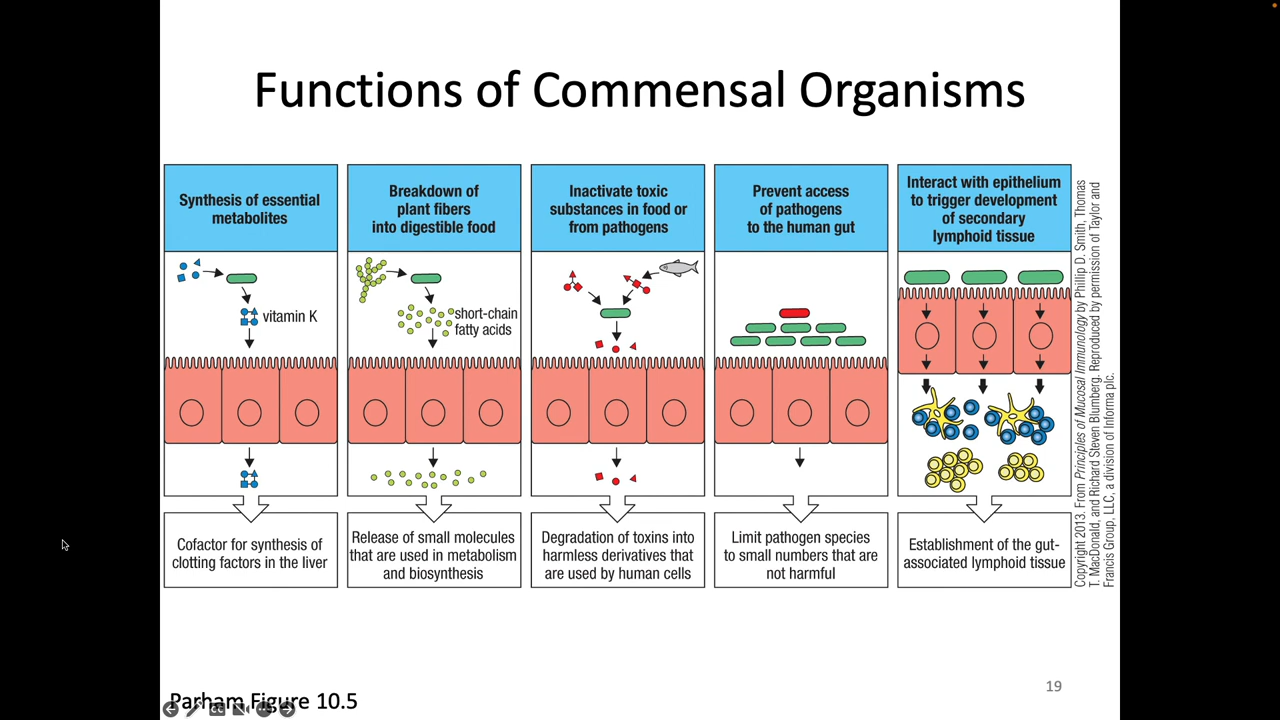 Functions of Commensal Organisms
Synthesis of essential
metabolites
vitamin K
Cofactor for synthesis of
clotting factors in the liver
Breakdown of
plant fibers
into digestible food
short-chain
fatty acids
Release of small molecules
that are used in metabolism
and biosynthesis
Inactivate toxic
substances in food or
from pathogens
Degradation of toxins into
harmless derivatives that
are used by human cells
Prevent access
of pathogens
to the human gut
Limit pathogen species
to small numbers that are
not harmful
Interact with epithelium
to trigger development
of secondary
lymphoid tissue
Establishment of the gut-
associated lymphoid tissue
Copyright 2013. From Principles of Mucosal Immunology by Phillip D. Smith, Thomas
T. MacDonald, and Richard Steven Blumberg. Reproduced by permission of Taylor and
Francis Group, LLC, a division of Informa plc.
Parham Figure 10.5
19